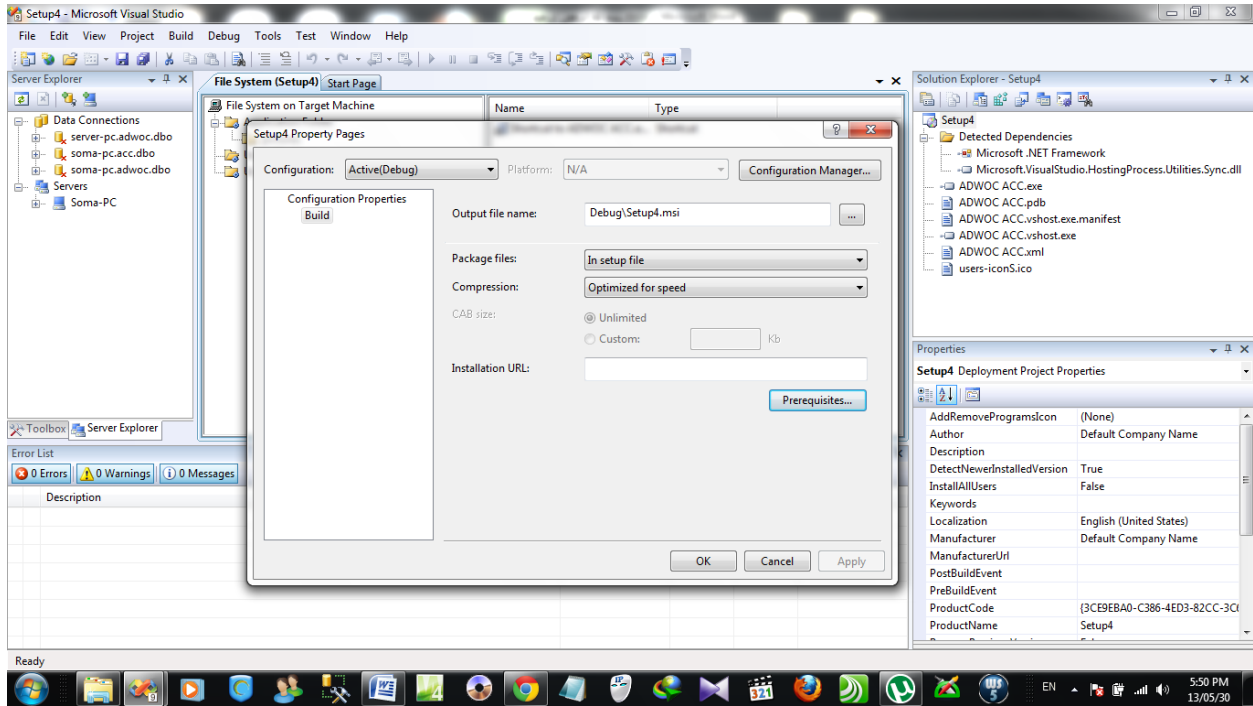 Setup4 - Microsoft Visual Studio
File Edit View Project Build Debug Tools Test Window Help
Server Explorer
Data Connections
server-pc.adwoc.dbo
soma-pc.acc.dbo
soma-pc.adwoc.dbo
Servers
Soma-PC
Toolbox Server Explorer
File System (Setup4) Start Page
File System on Target Machine
Name Type
Setup4 Property Pages
Configuration: Active(Debug) Platform: N/A Configuration Manager...
Configuration Properties
Build
Output file name: Debug\Setup4.msi ...
Package files: In setup file
Compression: Optimized for speed
CAB size: Unlimited
Custom: Kb
Installation URL:
Prerequisites...
OK Cancel Apply
Solution Explorer - Setup4
Setup4
Detected Dependencies
Microsoft .NET Framework
Microsoft.VisualStudio.HostingProcess.Utilities.Sync.dll
ADWOC ACC.exe
ADWOC ACC.pdb
ADWOC ACC.vshost.exe.manifest
ADWOC ACC.vshost.exe
ADWOC ACC.xml
users-iconS.ico
Properties
Setup4 Deployment Project Properties
AddRemoveProgramsIcon (None)
Author Default Company Name
Description
DetectNewerInstalledVersion True
InstallAllUsers False
Keywords
Localization English (United States)
Manufacturer Default Company Name
ManufacturerUrl
PostBuildEvent
PreBuildEvent
ProductCode {3CE9EBA0-C386-4ED3-82CC-3C
ProductName Setup4
Error List
0 Errors 0 Warnings 0 Messages
Description
Ready
EN 5:50 PM
13/05/30